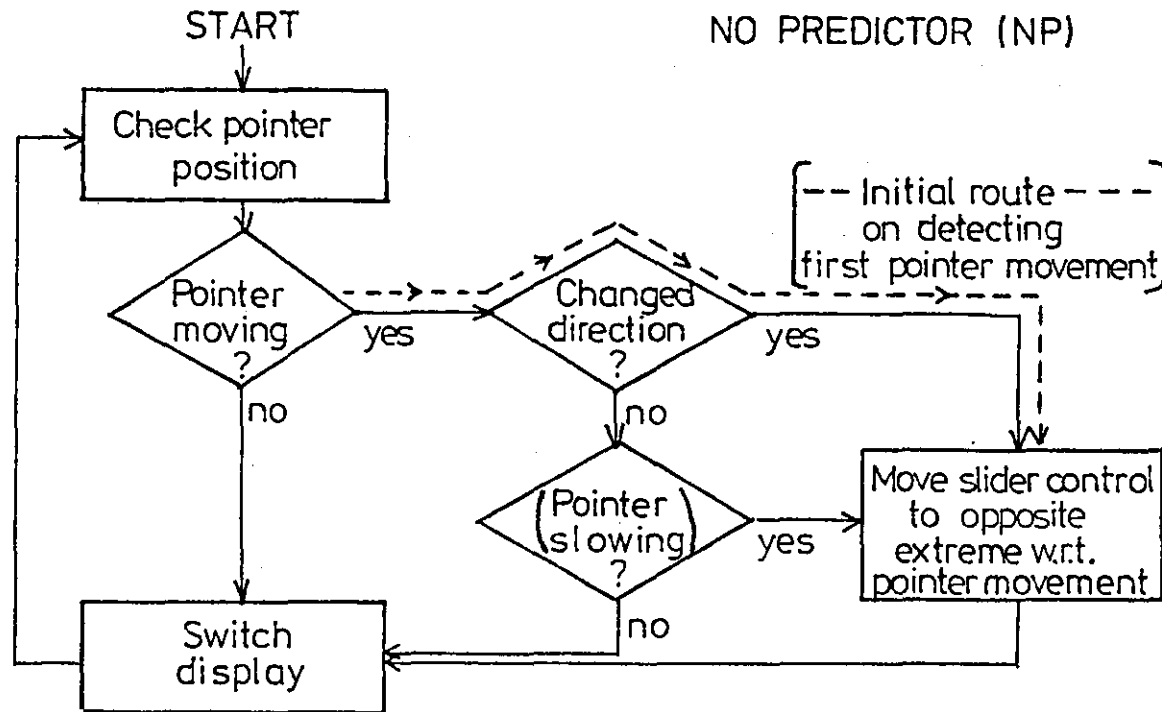 START
NO PREDICTOR (NP)
Check pointer
position
Initial route
on detecting
first pointer movement
Pointer
moving
?
yes
no
Changed
direction
?
yes
no
(Pointer
slowing)
?
yes
no
Move slider control
to opposite
extreme w.r.t.
pointer movement
Switch
display